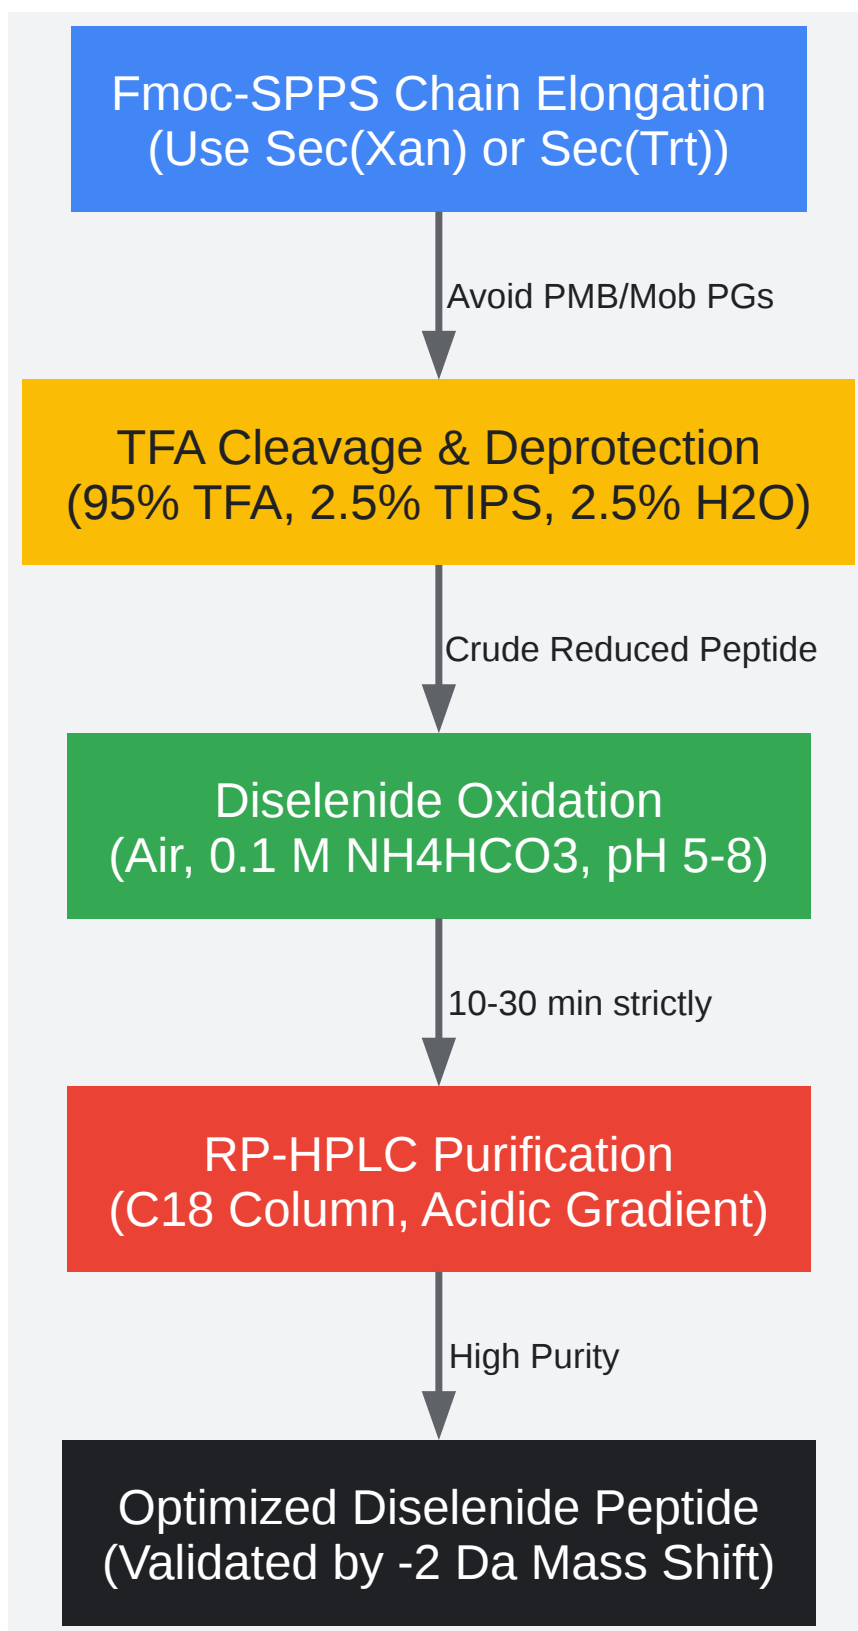 Fmoc-SPPS Chain Elongation
(Use Sec(Xan) or Sec(Trt))
Avoid PMB/Mob PGs
TFA Cleavage & Deprotection
(95% TFA, 2.5% TIPS, 2.5% H2O)
Crude Reduced Peptide
Diselenide Oxidation
(Air, 0.1 M NH4HCO3, pH 5-8)
10-30 min strictly
RP-HPLC Purification
(C18 Column, Acidic Gradient)
High Purity
Optimized Diselenide Peptide
(Validated by -2 Da Mass Shift)